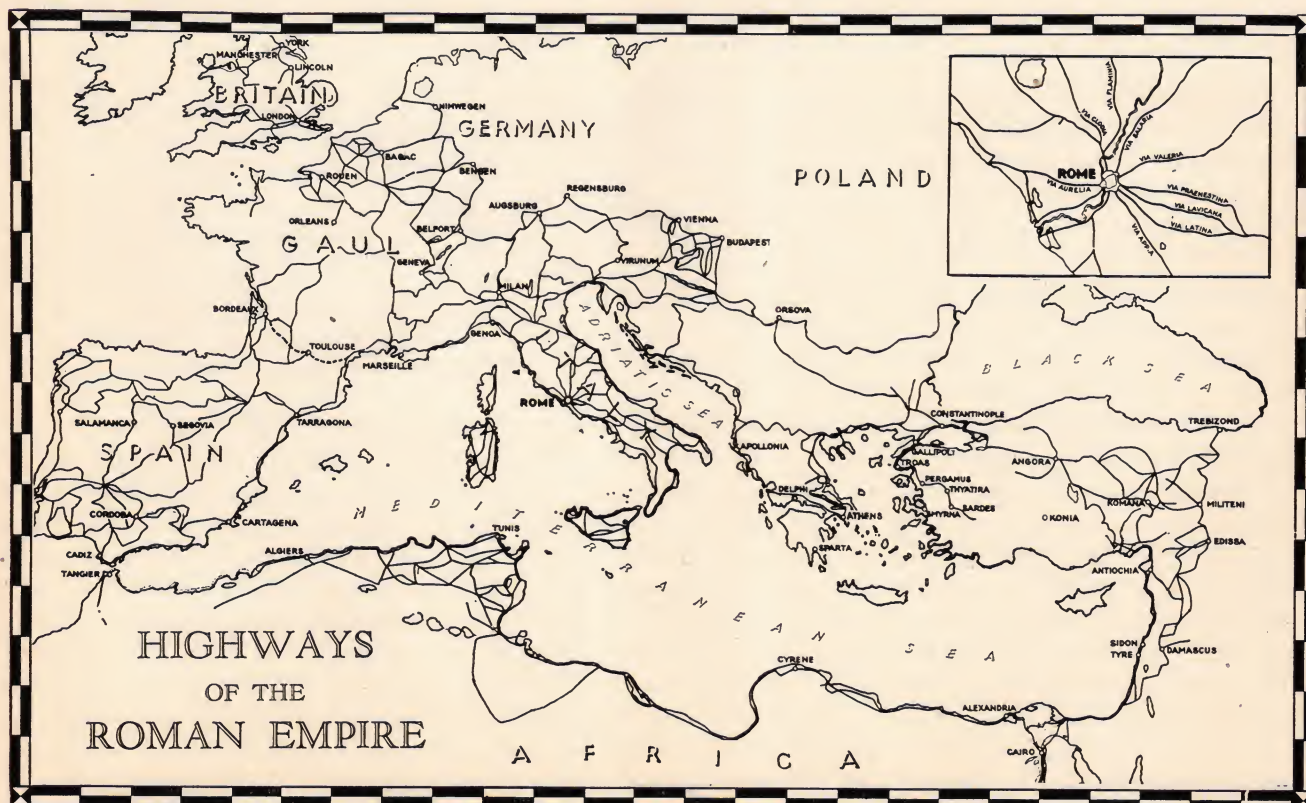 YORK
MANCHESTER
LINCOLN
BRITAIN
LONDON
NIMWEGEN
GERMANY
BAGAC
ROUEN
BENGEN
ORLEANS
GAUL
BELPORT
GENEVA
AUGSBURG
REGENSBURG
VIENNA
BUDAPEST
VIRUNUM
MILAN
POLAND
VIA CLODIA
VIA FLAMINIA
VIA SALARIA
VIA VALERIA
ROME
VIA AURELIA
VIA PRAENESTINA
VIA LAVICANA
VIA LATINA
VIA APPIA
BORDEAUX
TOULOUSE
MARSEILLE
GENOA
ADRIATIC SEA
ORSOVA
BLACK SEA
ROME
SALAMANCA
SEGOVIA
TARRAGONA
SPAIN
CORDOBA
CARTAGENA
CADIZ
TANGIER
ALGIERS
TUNIS
MEDITERRANEAN SEA
APOLLONIA
CONSTANTINOPLE
TREBIZOND
GALLIPOLI
TROAS
ANGORA
PERGAMUS
THYATIRA
SARDES
SMYRNA
DELPHI
ATHENS
SPARTA
KONIA
KOMANA
MILITENI
EDISSA
ANTIOCHIA
SIDON
TYRE
DAMASCUS
CYRENE
ALEXANDRIA
CAIRO
AFRICA
HIGHWAYS
OF THE
ROMAN EMPIRE